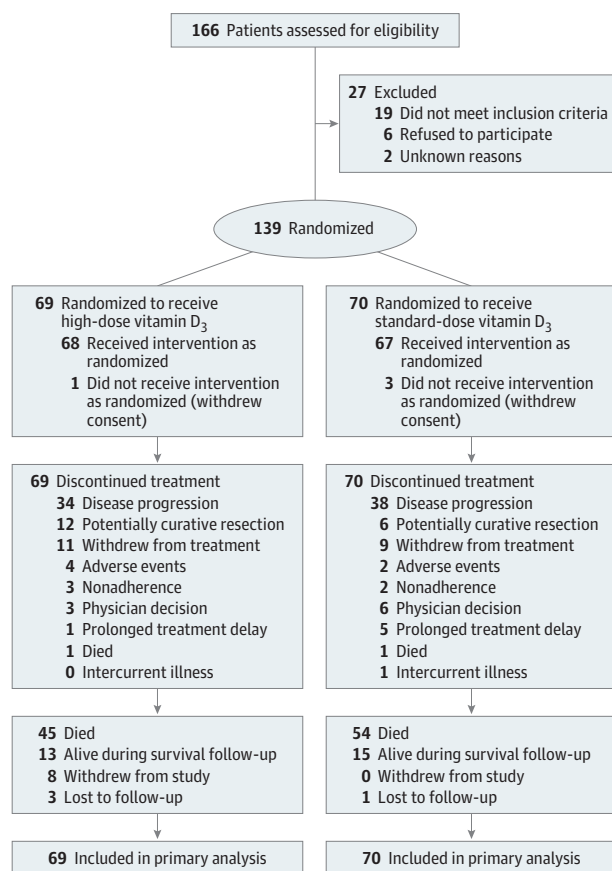 166 Patients assessed for eligibility
27 Excluded
19 Did not meet inclusion criteria
6 Refused to participate
2 Unknown reasons
139 Randomized
69 Randomized to receive
high-dose vitamin D3
68 Received intervention as
randomized
1 Did not receive intervention
as randomized (withdrew
consent)
70 Randomized to receive
standard-dose vitamin D3
67 Received intervention as
randomized
3 Did not receive intervention
as randomized (withdrew
consent)
69 Discontinued treatment
34 Disease progression
12 Potentially curative resection
11 Withdrew from treatment
4 Adverse events
3 Nonadherence
3 Physician decision
1 Prolonged treatment delay
1 Died
0 Intercurrent illness
70 Discontinued treatment
38 Disease progression
6 Potentially curative resection
9 Withdrew from treatment
2 Adverse events
2 Nonadherence
6 Physician decision
5 Prolonged treatment delay
1 Died
1 Intercurrent illness
45 Died
13 Alive during survival follow-up
8 Withdrew from study
3 Lost to follow-up
54 Died
15 Alive during survival follow-up
0 Withdrew from study
1 Lost to follow-up
69 Included in primary analysis
70 Included in primary analysis